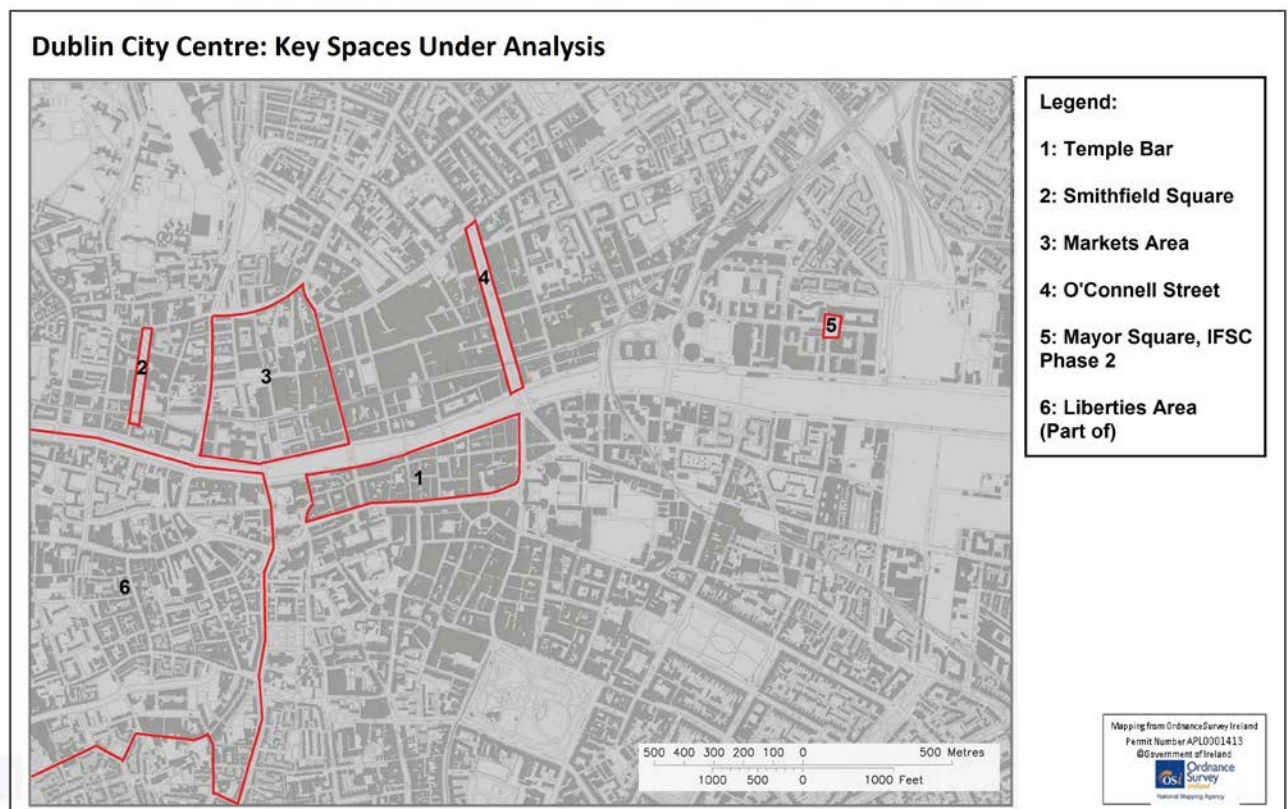 Dublin City Centre: Key Spaces Under Analysis
Legend:
1: Temple Bar
2: Smithfield Square
3: Markets Area
4: O'Connell Street
5: Mayor Square, IFSC
Phase 2
6: Liberties Area
(Part of)
4
5
2
3
1
6
500 400 300 200 100 0 500 Metres
1000 500 0 1000 Feet
Mapping from Ordnance Survey Ireland
Permit Number APL0001413
©Government of Ireland
osi Ordnance
Survey
Ireland
National Mapping Agency